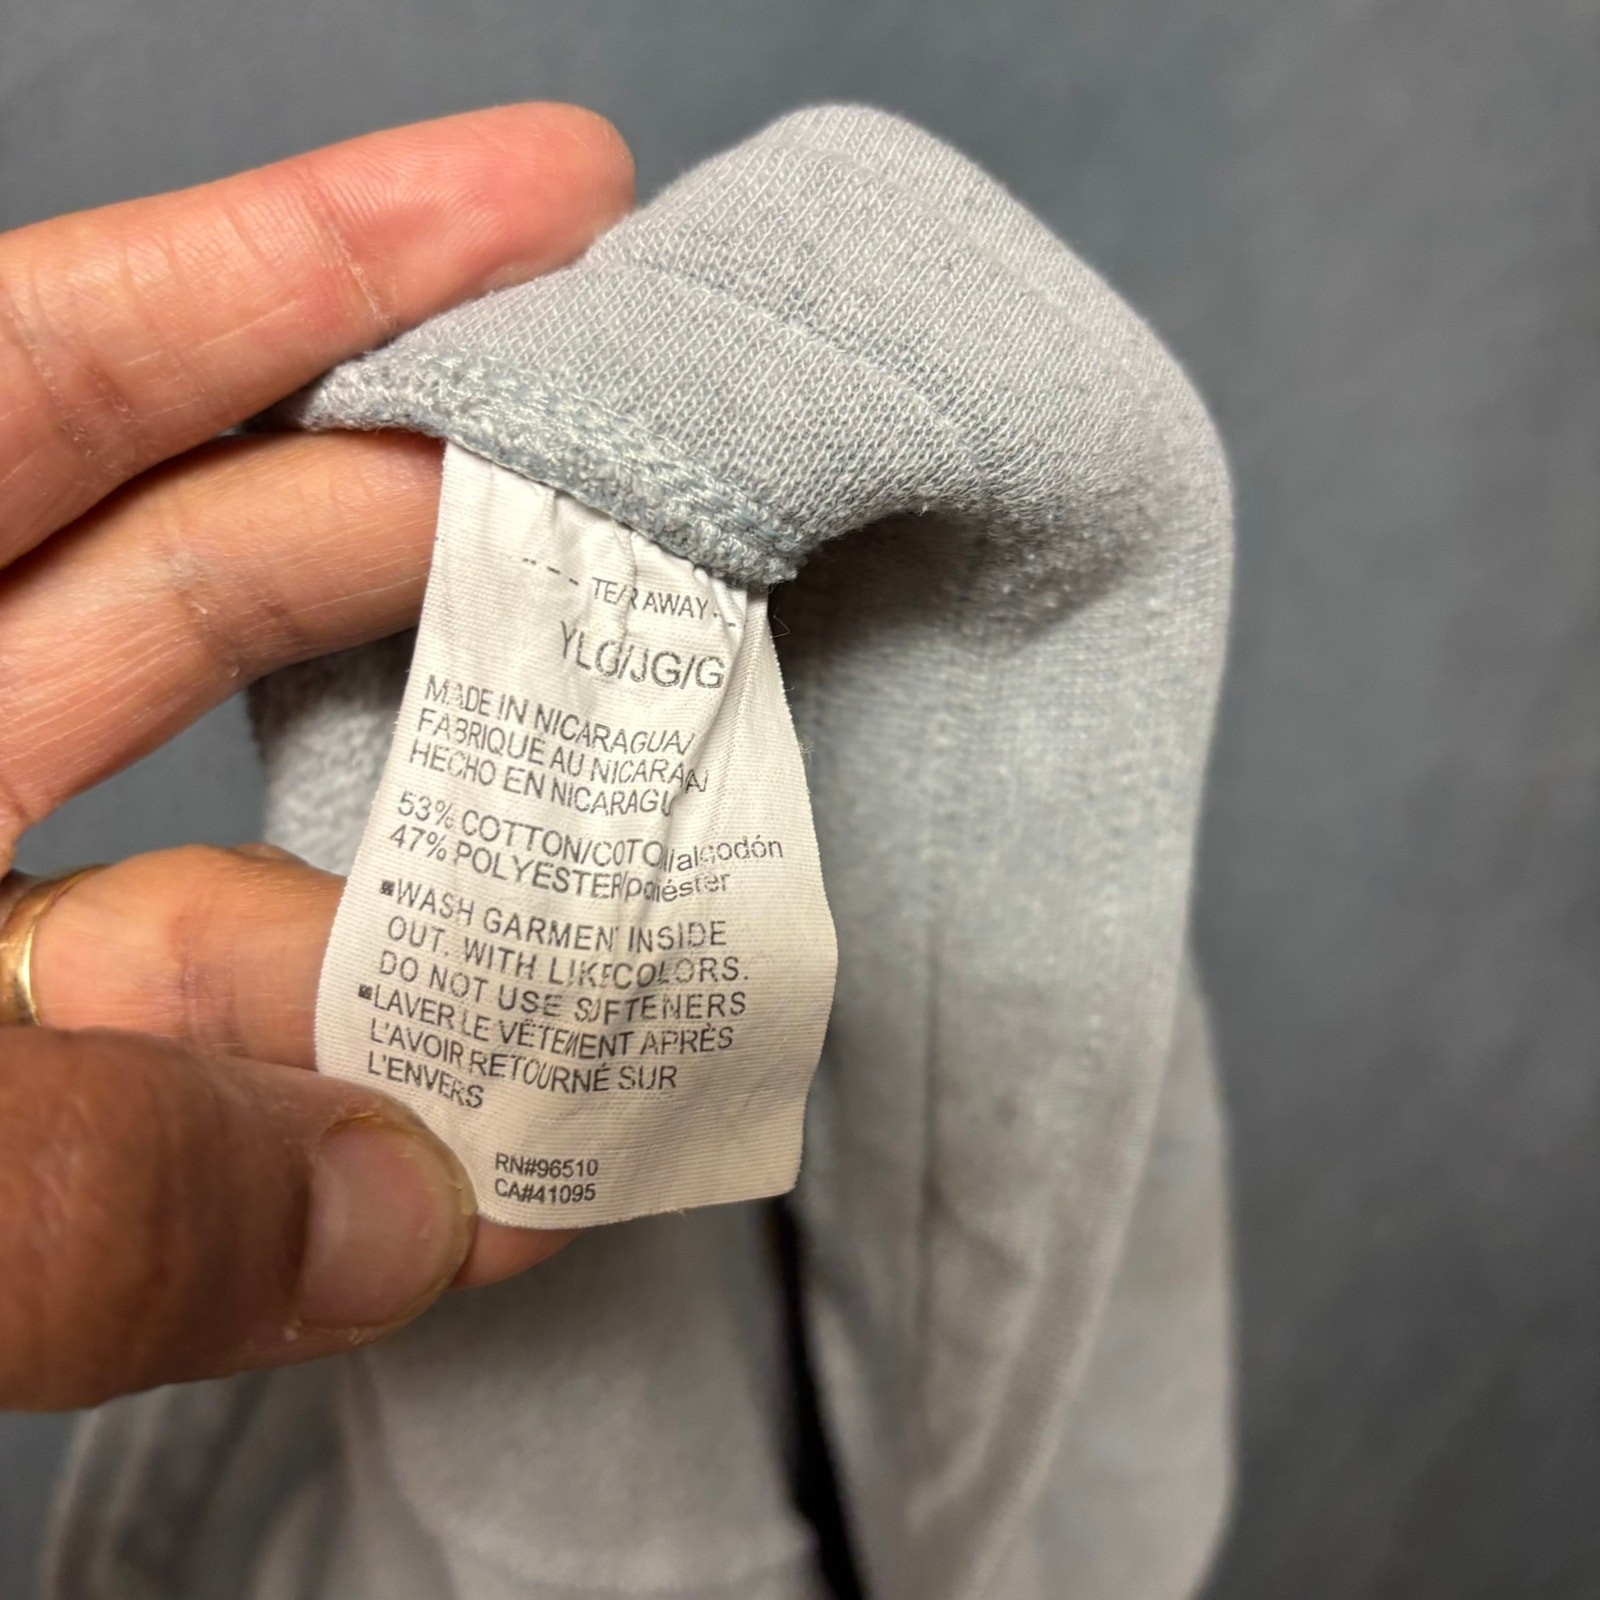 --- TEAR AWAY --
YLG/JG/G
MADE IN NICARAGUA/
FABRIQUE AU NICARAA/
HECHO EN NICARAGU
53% COTTON/COTON/algodón
47% POLYESTER/poliéster
WASH GARMENT INSIDE
OUT. WITH LIKE COLORS.
DO NOT USE SOFTENERS
LAVER LE VÊTEMENT APRÈS
L'AVOIR RETOURNÉ SUR
L'ENVERS
RN#96510
CA#41095